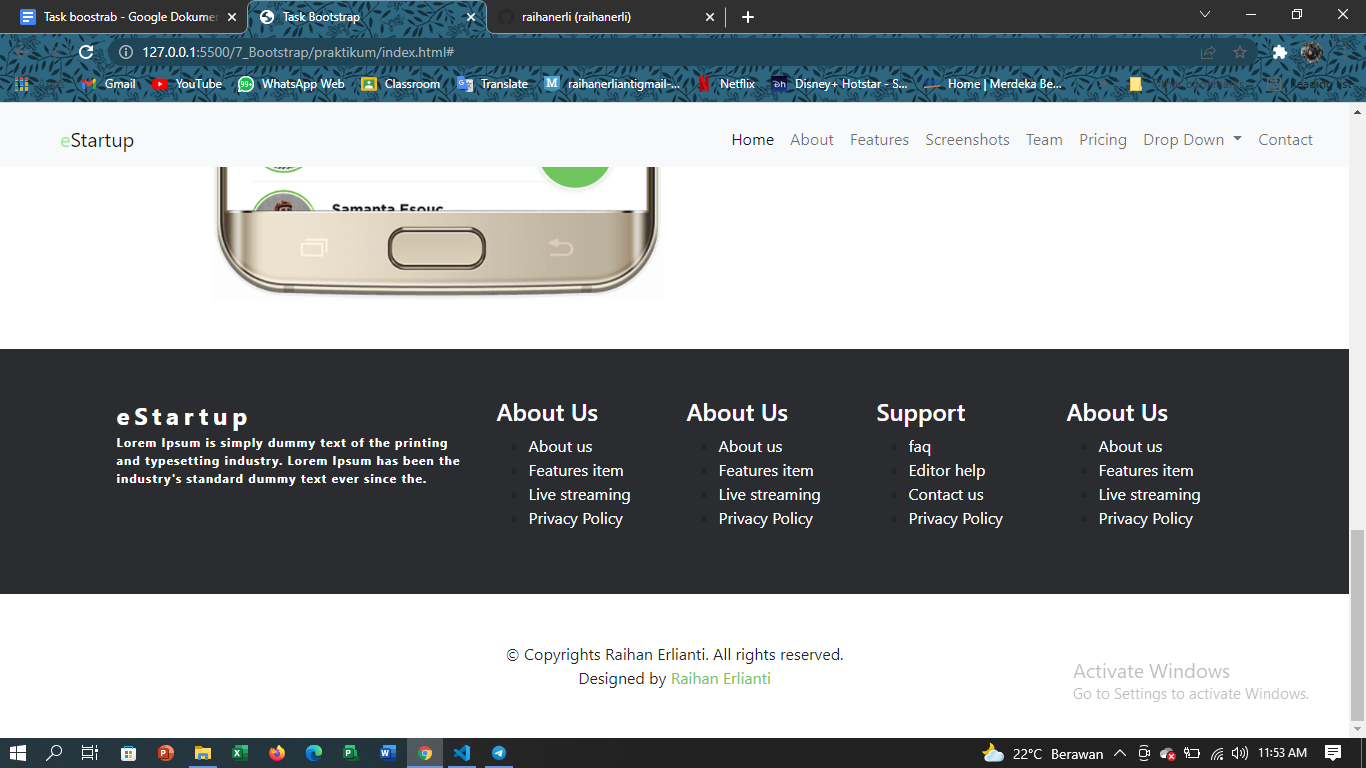 Task boostrab - Google Dokumen
Task Bootstrap
raihanerli (raihanerli)
127.0.0.1:5500/7_Bootstrap/praktikum/index.html#
Gmail
YouTube
99+
WhatsApp Web
Classroom
Translate
M
raihanerliantigmail-...
Netflix
Disney+ Hotstar - S...
Home | Merdeka Be...
eStartup
Home
About
Features
Screenshots
Team
Pricing
Drop Down
Contact
Samanta Esouc
eStartup
Lorem Ipsum is simply dummy text of the printing
and typesetting industry. Lorem Ipsum has been the
industry's standard dummy text ever since the.
About Us
About us
Features item
Live streaming
Privacy Policy
About Us
About us
Features item
Live streaming
Privacy Policy
Support
faq
Editor help
Contact us
Privacy Policy
About Us
About us
Features item
Live streaming
Privacy Policy
© Copyrights Raihan Erlianti. All rights reserved.
Designed by Raihan Erlianti
Activate Windows
Go to Settings to activate Windows.
22°C Berawan
11:53 AM